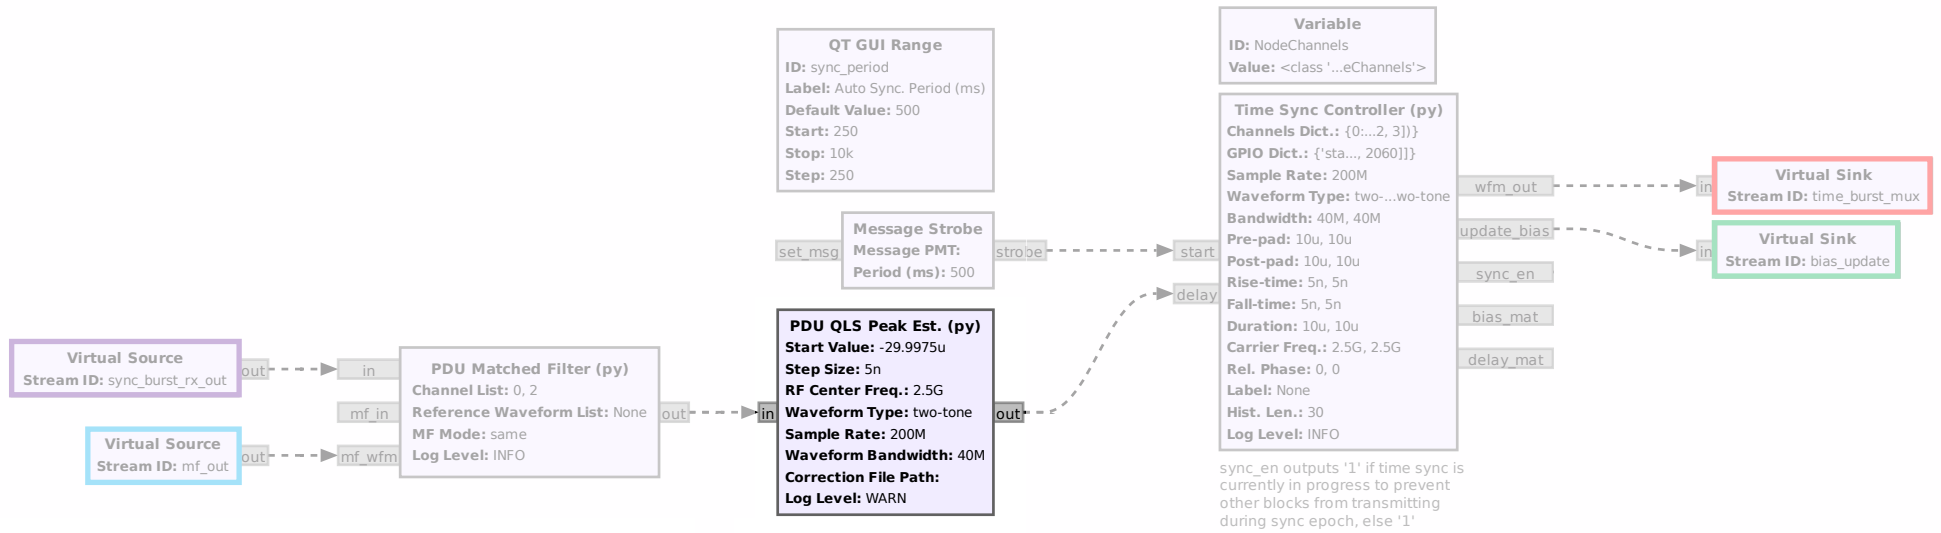 Variable
ID: NodeChannels
Value: <class '...eChannels'>
QT GUI Range
ID: sync_period
Label: Auto Sync. Period (ms)
Default Value: 500
Start: 250
Stop: 10k
Step: 250
Message Strobe
Message PMT:
Period (ms): 500
set_msg
strobe
Time Sync Controller (py)
Channels Dict.: {0:...2, 3])}
GPIO Dict.: {'sta..., 2060]]}
Sample Rate: 200M
Waveform Type: two-...wo-tone
Bandwidth: 40M, 40M
Pre-pad: 10u, 10u
Post-pad: 10u, 10u
Rise-time: 5n, 5n
Fall-time: 5n, 5n
Duration: 10u, 10u
Carrier Freq.: 2.5G, 2.5G
Rel. Phase: 0, 0
Label: None
Hist. Len.: 30
Log Level: INFO
start
delay
wfm_out
update_bias
sync_en
bias_mat
delay_mat
in
Virtual Sink
Stream ID: time_burst_mux
in
Virtual Sink
Stream ID: bias_update
Virtual Source
Stream ID: sync_burst_rx_out
out
Virtual Source
Stream ID: mf_out
out
in
mf_in
mf_wfm
PDU Matched Filter (py)
Channel List: 0, 2
Reference Waveform List: None
MF Mode: same
Log Level: INFO
out
in
PDU QLS Peak Est. (py)
Start Value: -29.9975u
Step Size: 5n
RF Center Freq.: 2.5G
Waveform Type: two-tone
Sample Rate: 200M
Waveform Bandwidth: 40M
Correction File Path:
Log Level: WARN
out
sync_en outputs '1' if time sync is
currently in progress to prevent
other blocks from transmitting
during sync epoch, else '1'